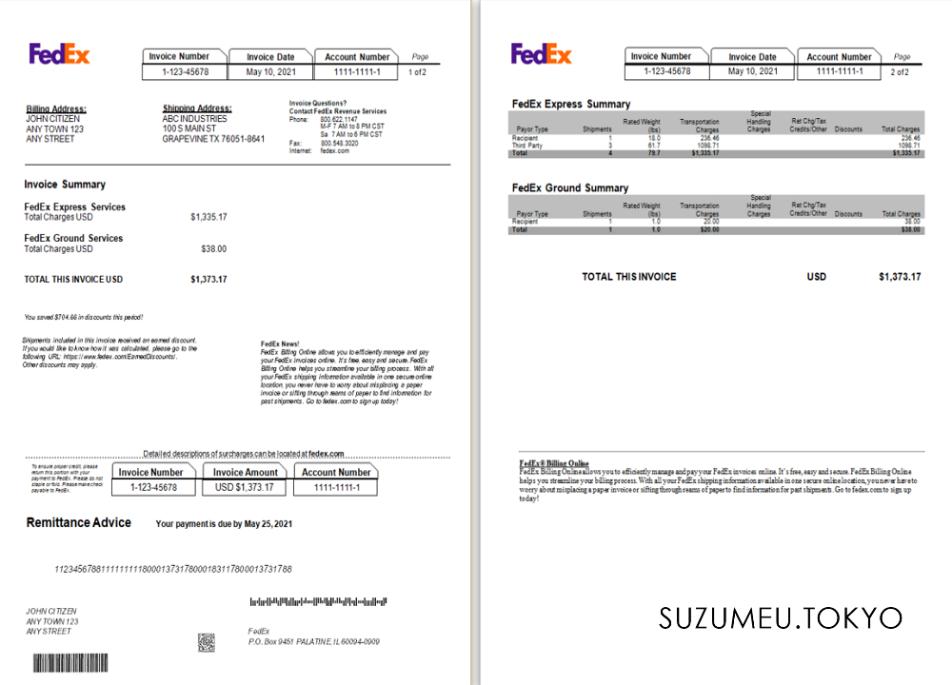 FedEx
Invoice Number Invoice Date Account Number Page
1-123-45678 May 10, 2021 1111-1111-1 1 of2
Billing Address:
JOHN CITIZEN
ANY TOWN 123
ANY STREET
Shipping Address:
ABC INDUSTRIES
100 S MAIN ST
GRAPEVINE TX 76051-8641
Invoice Questions?
Contact FedEx Revenue Services
Phone: 800.622.1147
M-F 7 AM to 8 PM CST
Sa 7 AM to 6 PM CST
Fax: 800.548.3020
Internet: fedex.com
Invoice Summary
FedEx Express Services
Total Charges USD $1,335.17
FedEx Ground Services
Total Charges USD $38.00
TOTAL THIS INVOICE USD $1,373.17
You saved $704.66 in discounts this period!
Shipments included in this invoice received an earned discount.
If you would like to know how it was calculated, please go to the
following URL: https://www.fedex.com/EarnedDiscounts/.
Other discounts may apply.
FedEx News!
FedEx Billing Online allows you to efficiently manage and pay
your FedEx invoices online. It's free, easy and secure. FedEx
Billing Online helps you streamline your billing process. With all
your FedEx shipping information available in one secure online
location, you never have to worry about misplacing a paper
invoice or sifting through reams of paper to find information for
past shipments. Go to fedex.com to sign up today!
Detailed descriptions of surcharges can be located at fedex.com
To ensure proper credit, please
return this portion with your
payment to FedEx. Please do not
staple or fold. Please make check
payable to FedEx.
Invoice Number Invoice Amount Account Number
1-123-45678 USD $1,373.17 1111-1111-1
Remittance Advice Your payment is due by May 25, 2021
JOHN CITIZEN
ANY TOWN 123
ANY STREET
FedEx
P.O. Box 9451 PALATINE, IL 60094-0909
FedEx
Invoice Number Invoice Date Account Number Page
1-123-45678 May 10, 2021 1111-1111-1 2 of2
FedEx Express Summary
Payor Type Shipments Rated Weight (lbs) Transportation Charges Special Handling Charges Ret Chg/Tax Credits/Other Discounts Total Charges
Recipient 1 18.0 236.46 236.46
Third Party 3 61.7 1098.71 1098.71
Total 4 79.7 $1,335.17 $1,335.17
FedEx Ground Summary
Payor Type Shipments Rated Weight (lbs) Transportation Charges Special Handling Charges Ret Chg/Tax Credits/Other Discounts Total Charges
Recipient 1 1.0 20.00 38.00
Total 1 1.0 $20.00 $38.00
TOTAL THIS INVOICE USD $1,373.17
FedEx® Billing Online
FedEx Billing Online allows you to efficiently manage and pay your FedEx invoices online. It's free, easy and secure. FedEx Billing Online
helps you streamline your billing process. With all your FedEx shipping information available in one secure online location, you never have to
worry about misplacing a paper invoice or sifting through reams of paper to find information for past shipments. Go to fedex.com to sign up
today!
SUZUMEU.TOKYO